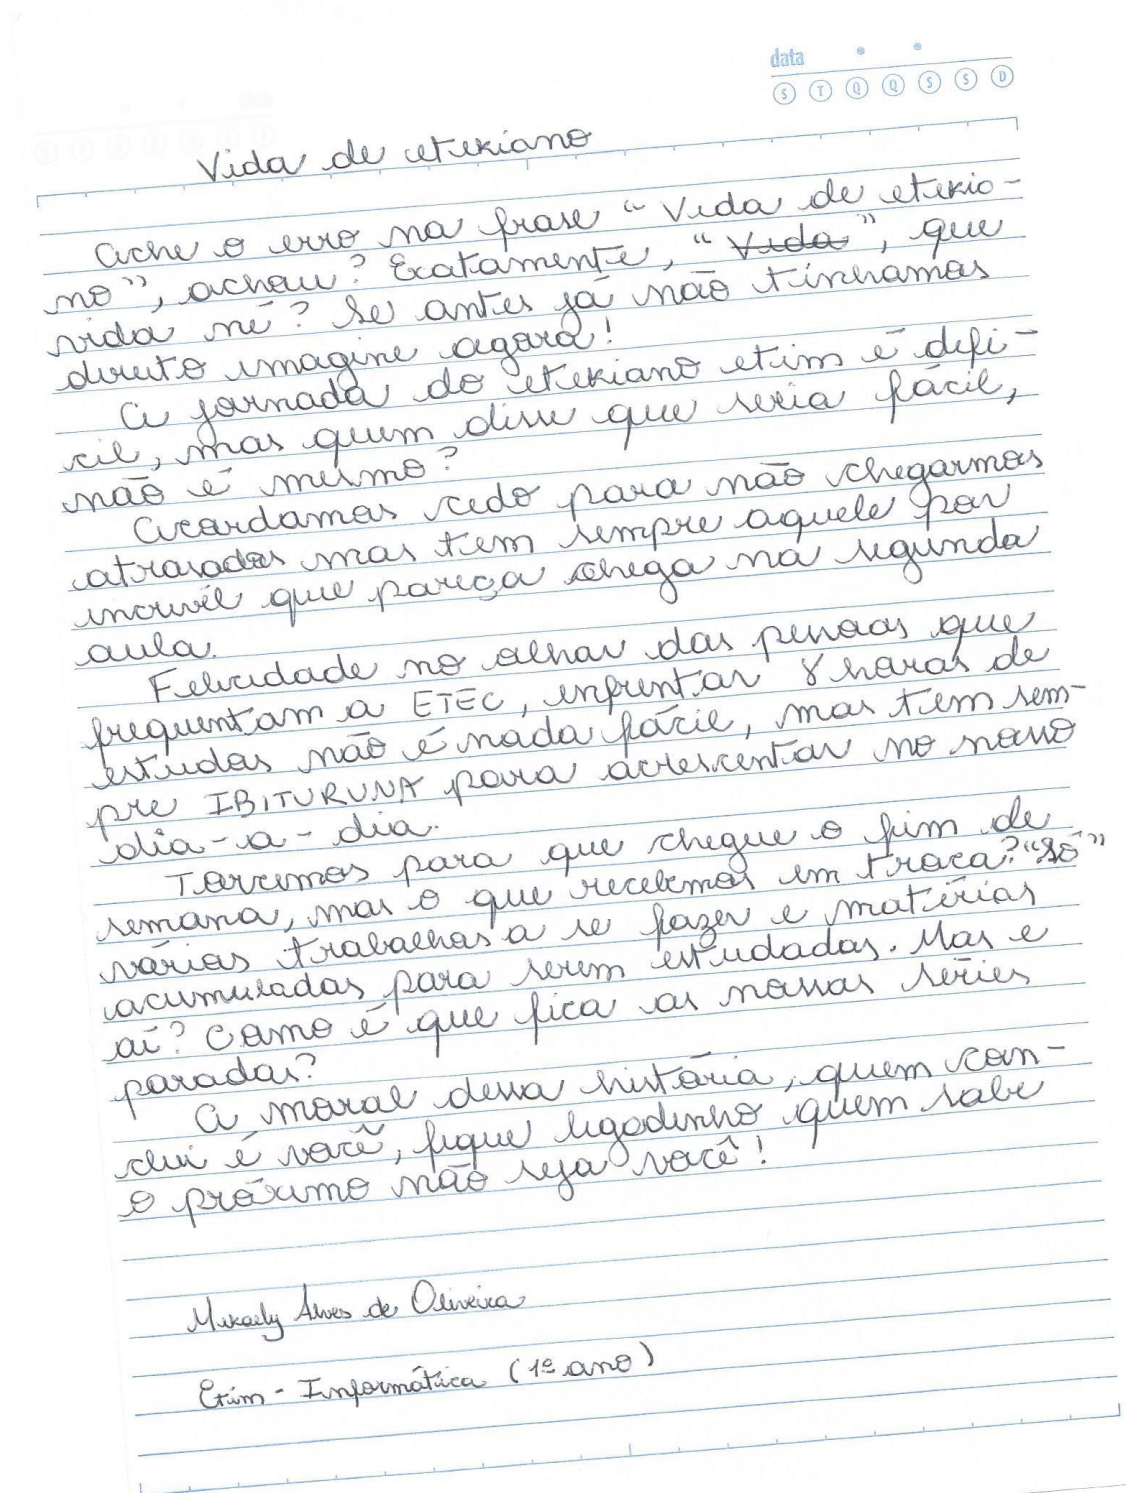 data
S T Q Q S S D
Vida de etekiano
Ache o erro na frase "Vida de etekia-
no", achou? Exatamente, "Vida", que
vida né? Se antes já não tínhamos
direito imagine agora!
A jornada do etekiano etim é difi-
cil, mas quem disse que seria fácil,
não é mesmo?
Acordamos cedo para não chegarmos
atrasados mas tem sempre aquele por
incrivel que pareça chega na segunda
aula.
Felicidade no olhar das pessoas que
frequentam a ETEC, enfrentar 8 horas de
estudos não é nada fácil, mas tem sem-
pre IBITURUNA para acrescentar no nosso
dia-a-dia.
Torcemos para que chegue o fim de
semana, mas o que recebemos em troca? "Só"
vários trabalhos a se fazer e matérias
acumuladas para serem estudadas. Mas e
aí? Como é que fica as nossas séries
paradas?
A moral dessa história, quem con-
clui é você, fique ligadinho quem sabe
o próximo não seja você!
Mikaely Alves de Oliveira
Etim - Informática (1º ano)